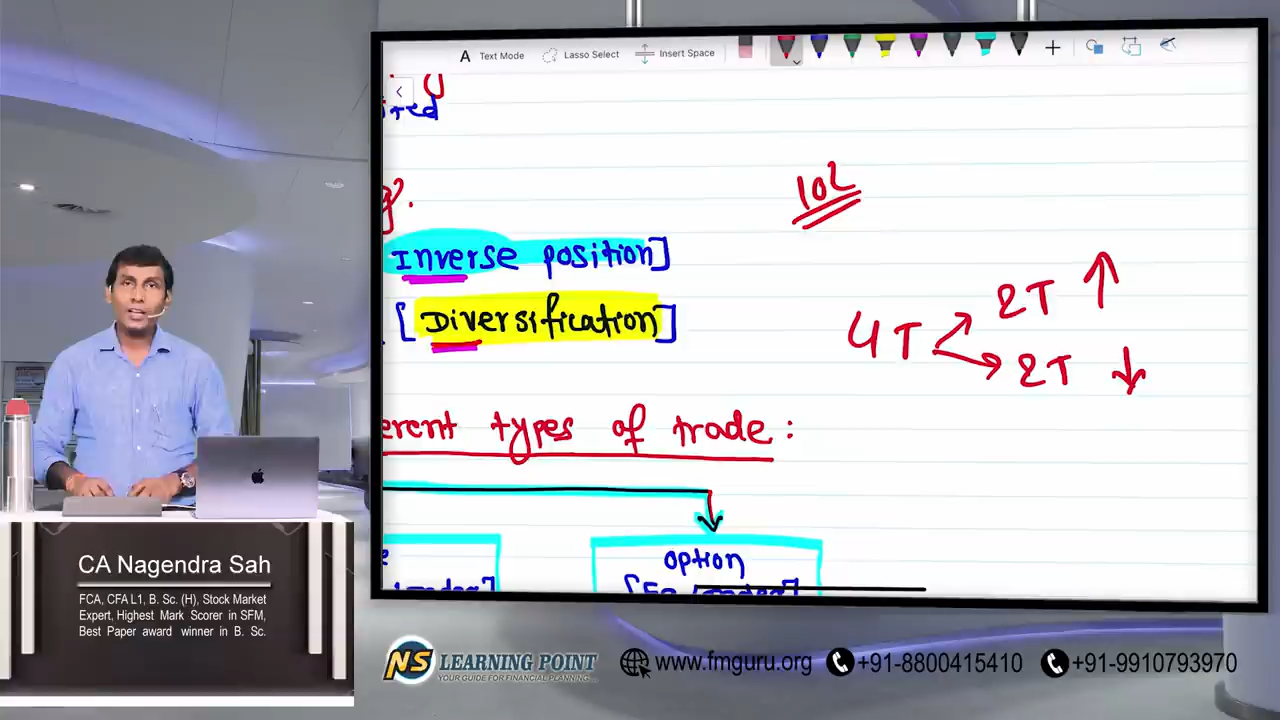 Text Mode
Lasso Select
Insert Space
102
Inverse position]
[Diversification]
4T
2T
2T
erent types of trade:
option
CA Nagendra Sah
FCA, CFA L1, B. Sc. (H), Stock Market
Expert, Highest Mark Scorer in SFM,
Best Paper award winner in B. Sc.
NS LEARNING POINT
YOUR GUIDE FOR FINANCIAL PLANNING...
www.fmguru.org
+91-8800415410
+91-9910793970